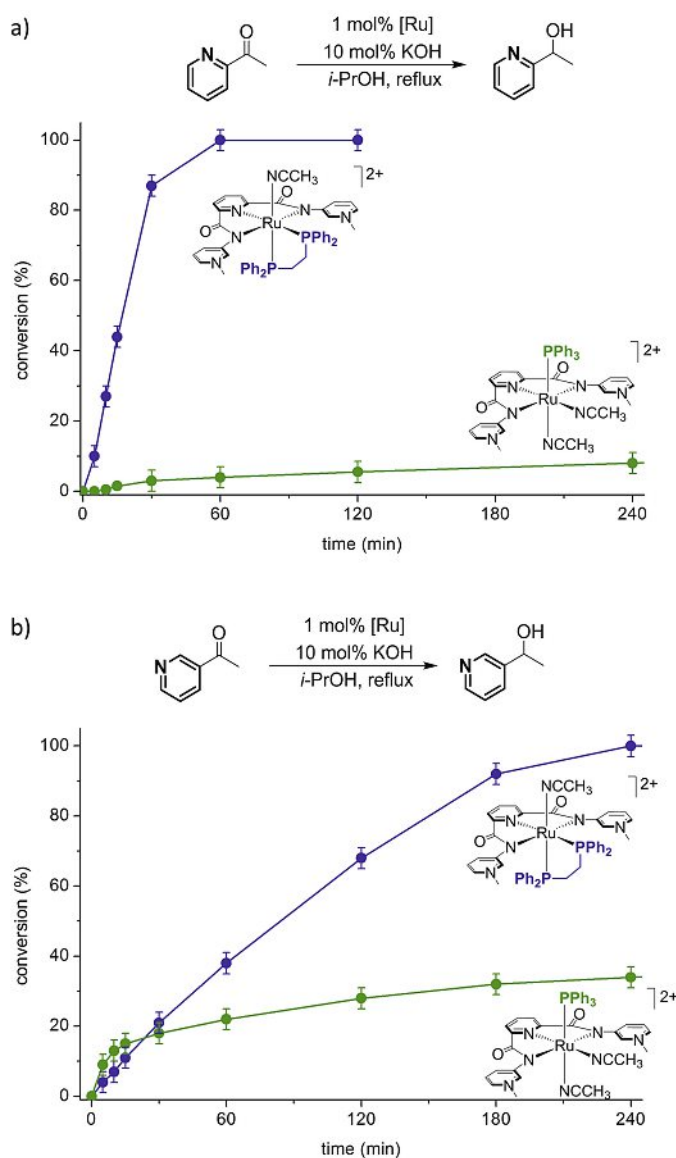 a)
1 mol% [Ru]
10 mol% KOH
i-PrOH, reflux
N
O
N
OH
conversion (%)
100
80
60
40
20
0
NCCH₃
]2+
O
N
N
N
Ru
O
N
PPh₂
N
Ph₂P
PPh₃
]2+
O
N
N
N
Ru
O
N
NCCH₃
N
NCCH₃
0
60
120
180
240
time (min)
b)
1 mol% [Ru]
10 mol% KOH
i-PrOH, reflux
N
O
N
OH
conversion (%)
100
80
60
40
20
0
NCCH₃
]2+
O
N
N
N
Ru
O
N
PPh₂
N
Ph₂P
PPh₃
]2+
O
N
N
N
Ru
O
N
NCCH₃
N
NCCH₃
0
60
120
180
240
time (min)